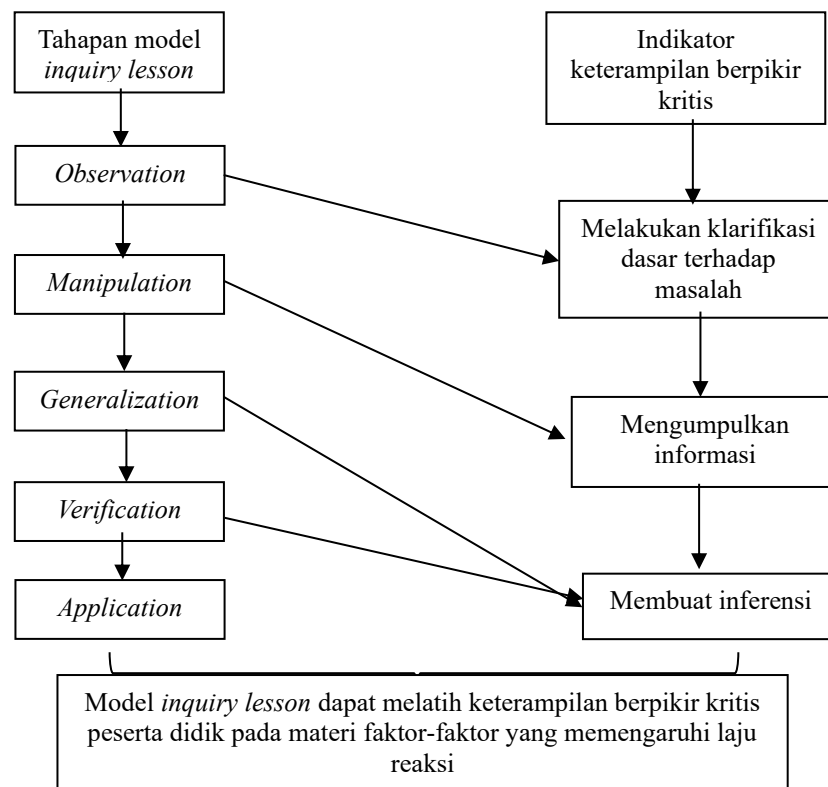 Tahapan model
inquiry lesson
Indikator
keterampilan berpikir
kritis
Observation
Melakukan klarifikasi
dasar terhadap
masalah
Manipulation
Generalization
Mengumpulkan
informasi
Verification
Application
Membuat inferensi
Model inquiry lesson dapat melatih keterampilan berpikir kritis
peserta didik pada materi faktor-faktor yang memengaruhi laju
reaksi